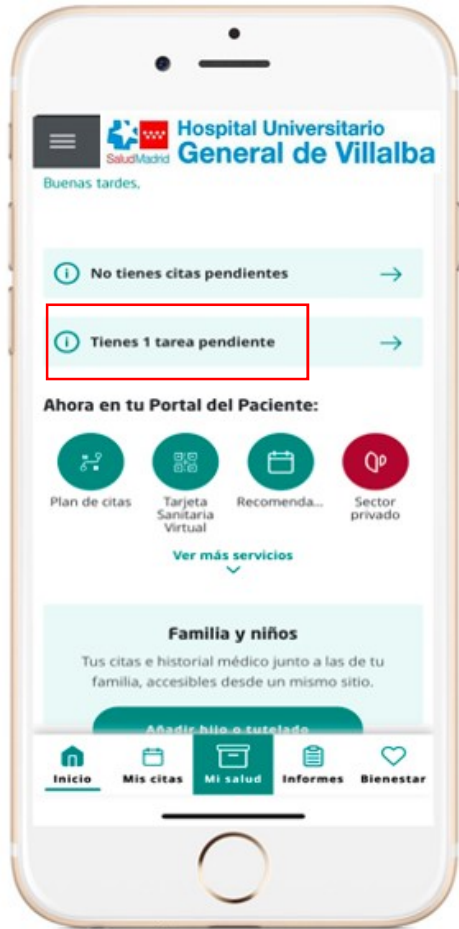 SaludMadrid
Hospital Universitario
General de Villalba
Buenas tardes,
No tienes citas pendientes
Tienes 1 tarea pendiente
Ahora en tu Portal del Paciente:
Plan de citas
Tarjeta
Sanitaria
Virtual
Recomenda...
Sector
privado
Ver más servicios
Familia y niños
Tus citas e historial médico junto a las de tu
familia, accesibles desde un mismo sitio.
Añadir hijo o tutelado
Inicio
Mis citas
Mi salud
Informes
Bienestar